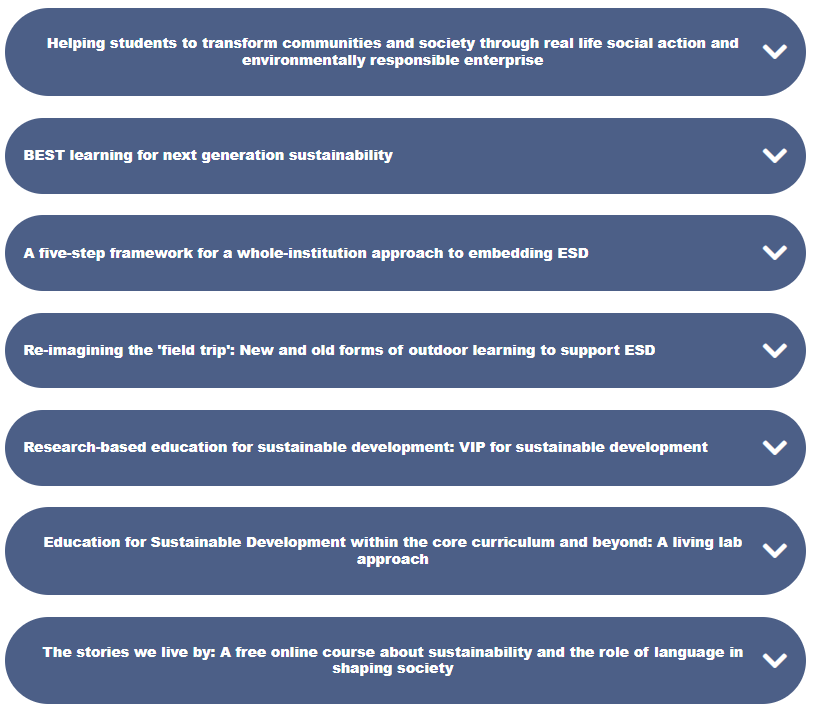 Helping students to transform communities and society through real life social action and
environmentally responsible enterprise
BEST learning for next generation sustainability
A five-step framework for a whole-institution approach to embedding ESD
Re-imagining the 'field trip': New and old forms of outdoor learning to support ESD
Research-based education for sustainable development: VIP for sustainable development
Education for Sustainable Development within the core curriculum and beyond: A living lab
approach
The stories we live by: A free online course about sustainability and the role of language in
shaping society